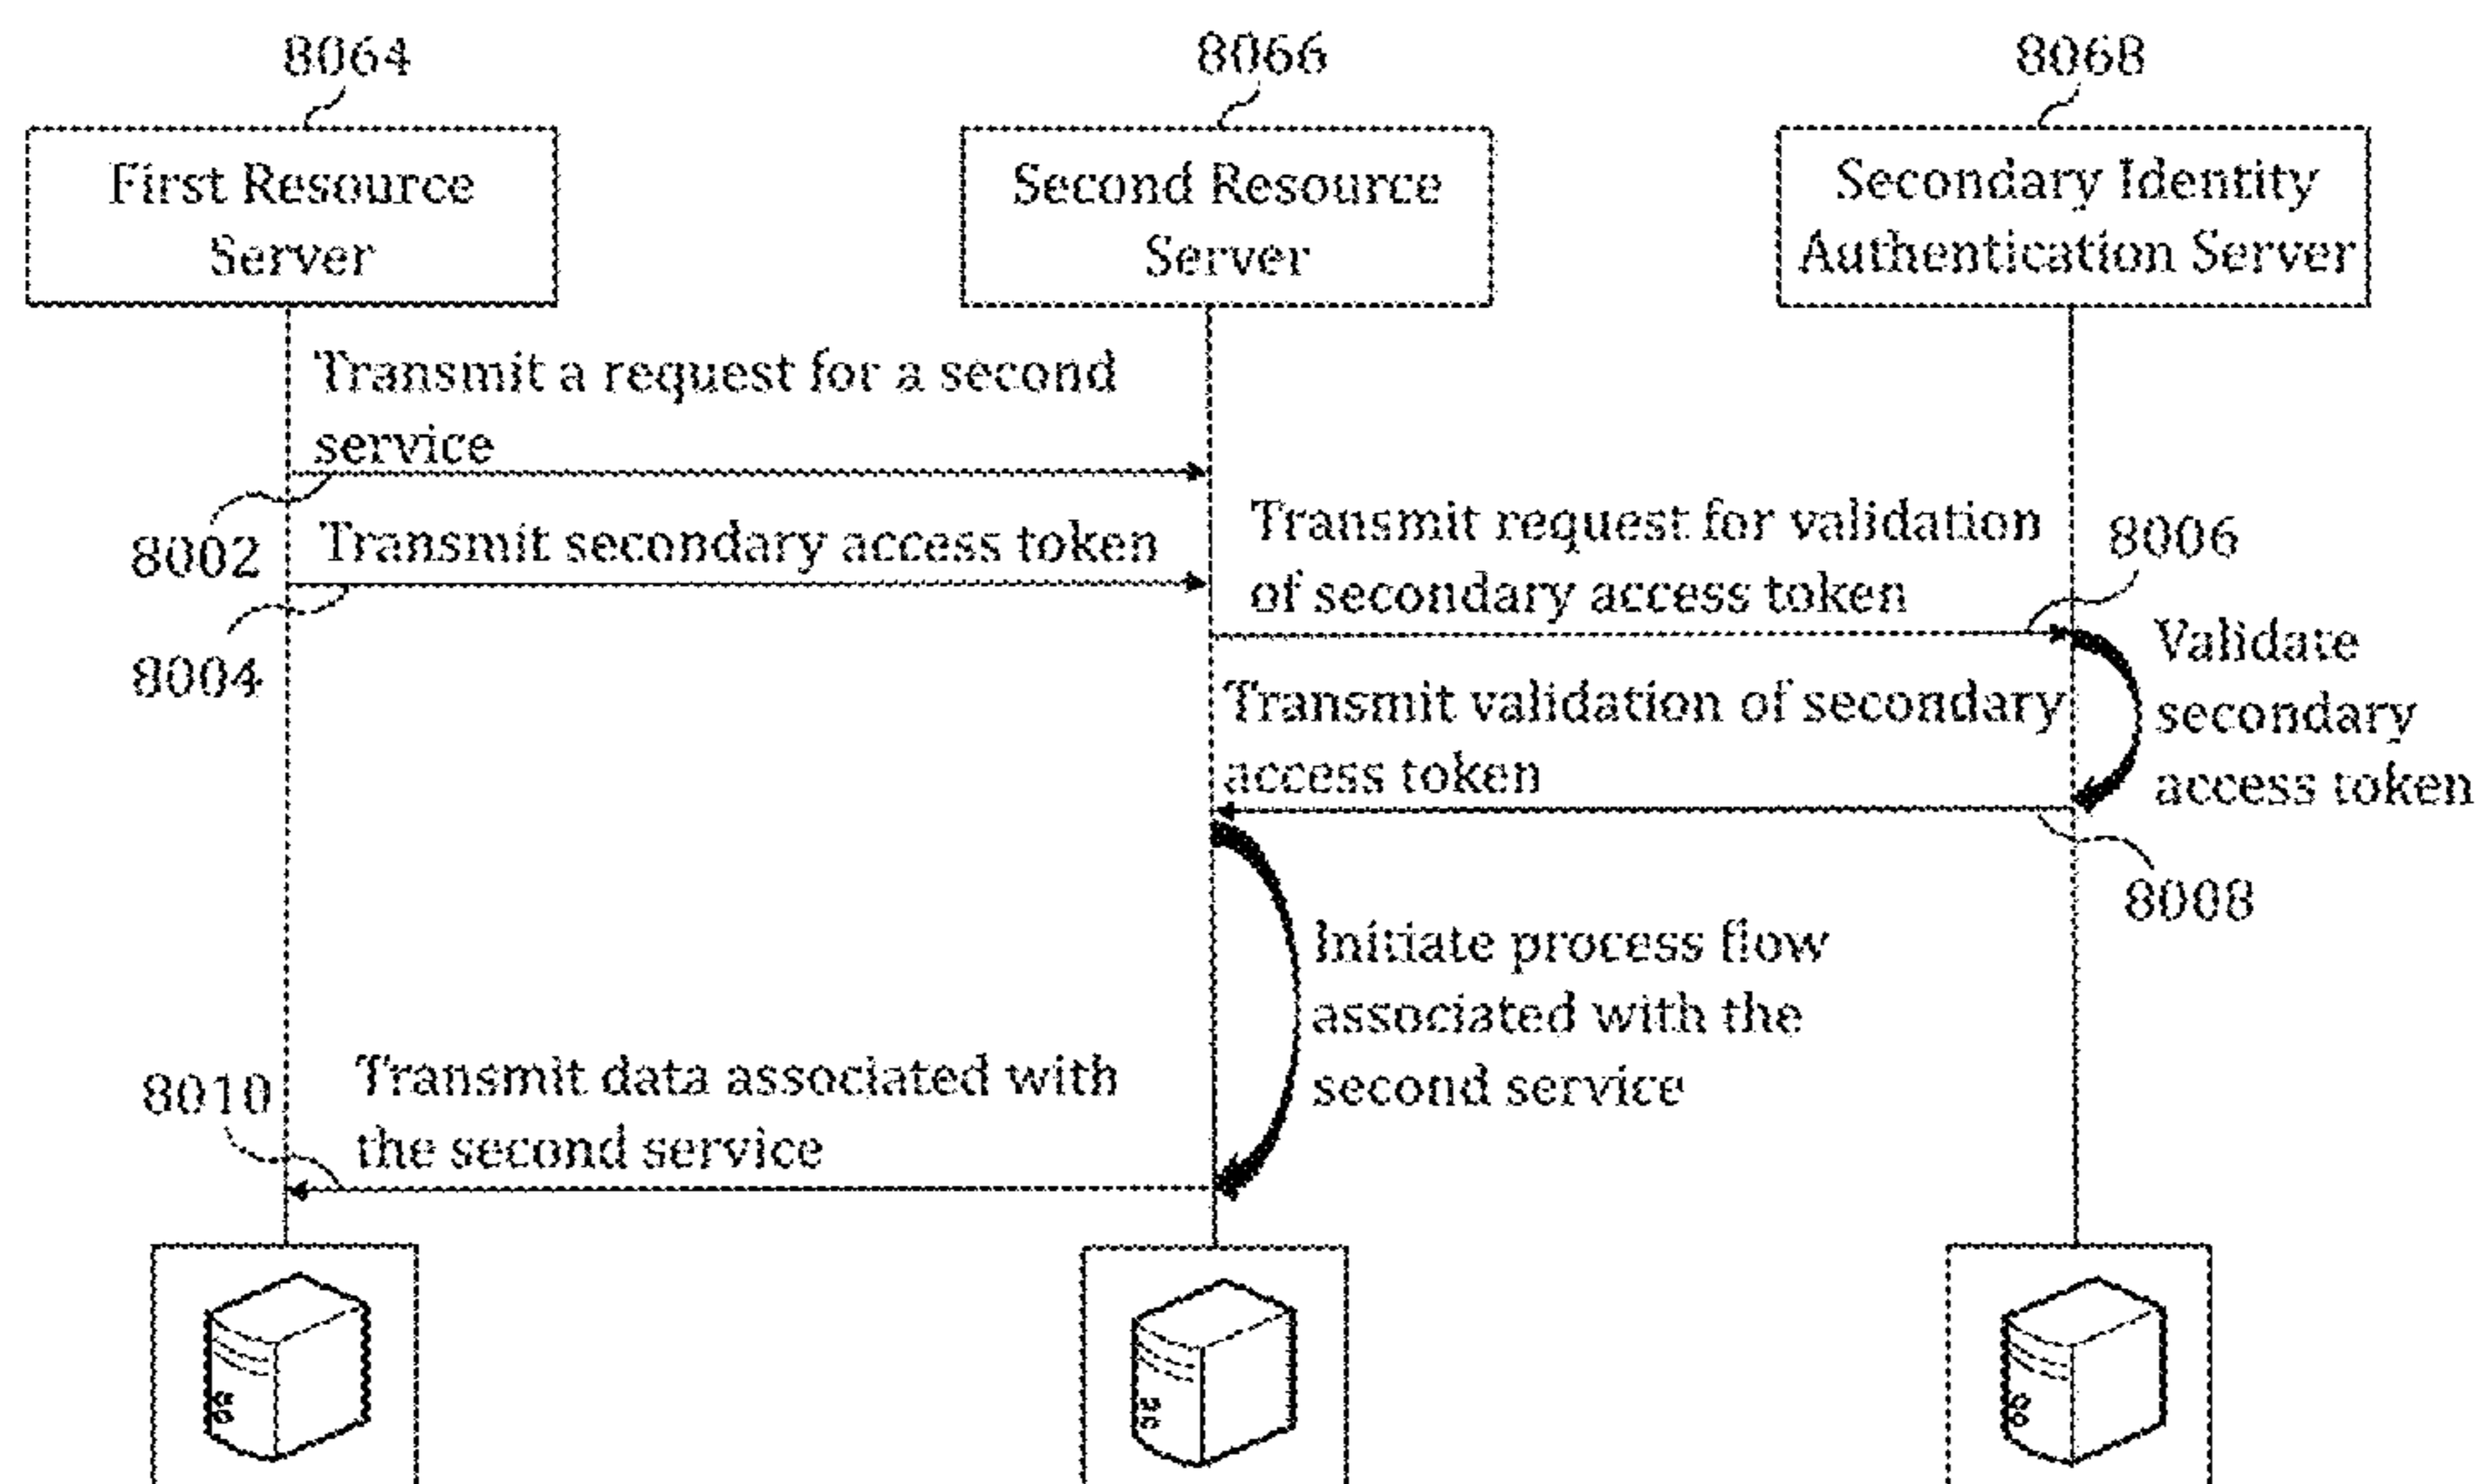 8064
8066
8068
First Resource
Server
Second Resource
Server
Secondary Identity
Authentication Server
Transmit a request for a second
service
8002
Transmit secondary access token
8004
Transmit request for validation
of secondary access token
8006
Validate
secondary
access token
Transmit validation of secondary
access token
8008
Initiate process flow
associated with the
second service
8010
Transmit data associated with
the second service